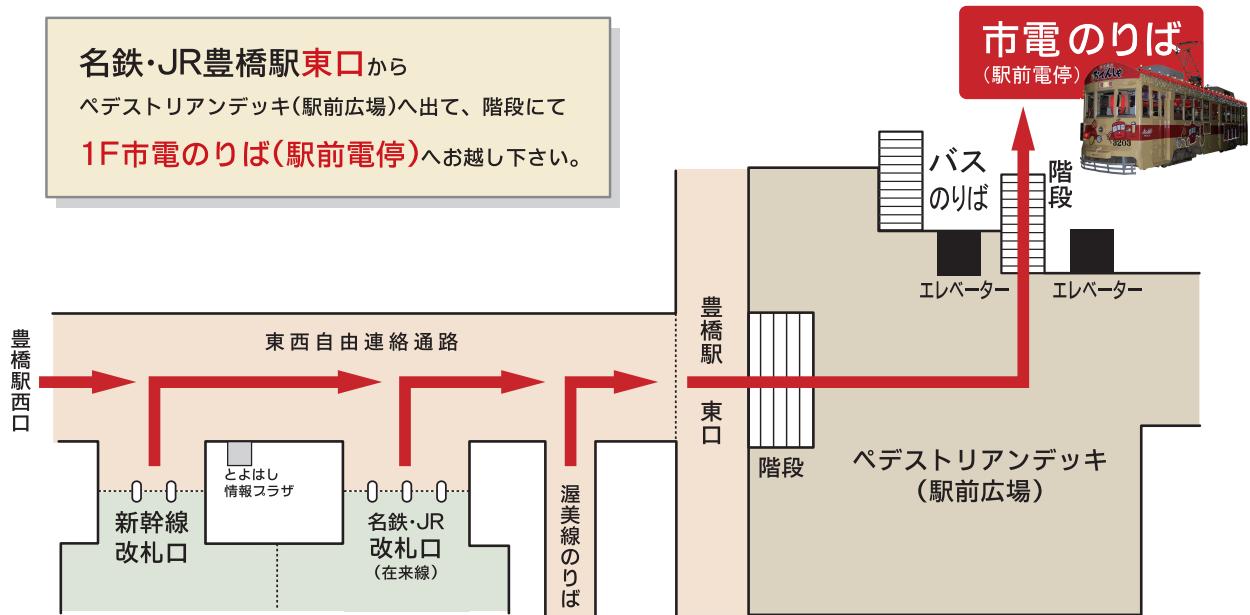 名鉄・JR豊橋駅東口から
ペデストリアンデッキ(駅前広場)へ出て、階段にて
1F市電のりば(駅前電停)へお越し下さい。
市電のりば
(駅前電停)
3203
バス
のりば
階段
エレベーター
エレベーター
豊橋駅西口
東西自由連絡通路
豊橋駅
東口
階段
ペデストリアンデッキ
(駅前広場)
とよはし
情報プラザ
新幹線
改札口
名鉄・JR
改札口
(在来線)
渥美線のりば